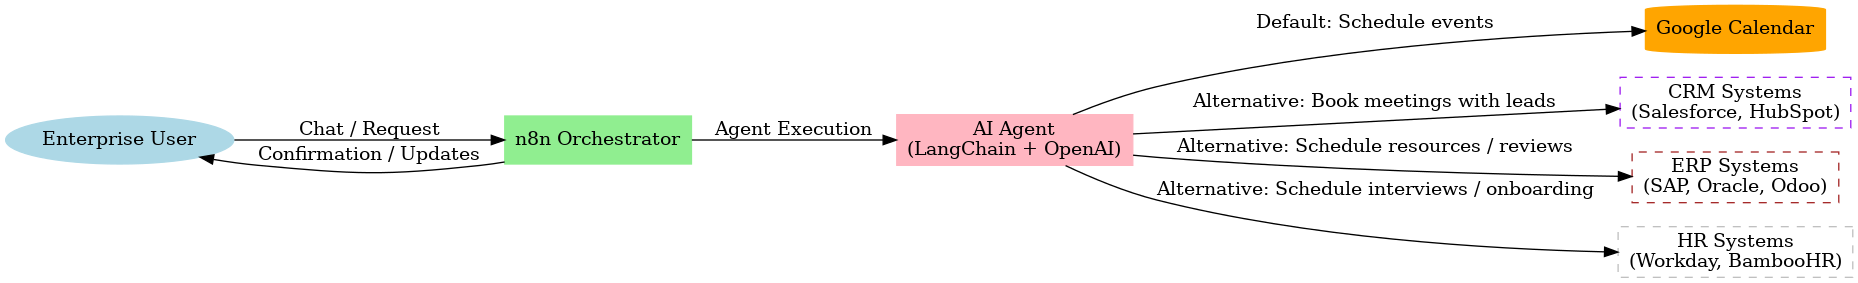 Enterprise User
Chat / Request
Confirmation / Updates
n8n Orchestrator
Agent Execution
AI Agent
(LangChain + OpenAI)
Default: Schedule events
Google Calendar
Alternative: Book meetings with leads
CRM Systems
(Salesforce, HubSpot)
Alternative: Schedule resources / reviews
ERP Systems
(SAP, Oracle, Odoo)
Alternative: Schedule interviews / onboarding
HR Systems
(Workday, BambooHR)